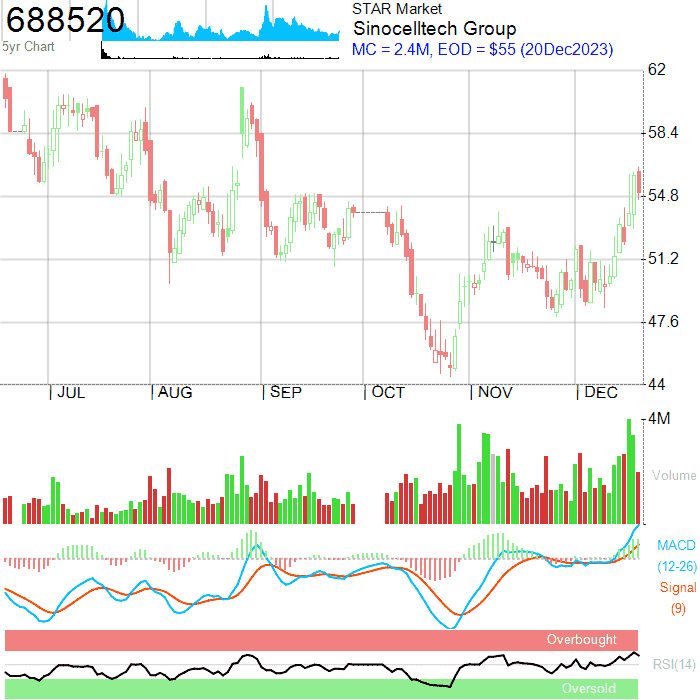 688520
STAR Market
Sinocelltech Group
5yr Chart
MC = 2.4M, EOD = $55 (20Dec2023)
62
58.4
54.8
51.2
47.6
44
JUL AUG SEP OCT NOV DEC
4M
Volume
MACD
(12-26)
Signal
(9)
Overbought
RSI(14)
Oversold